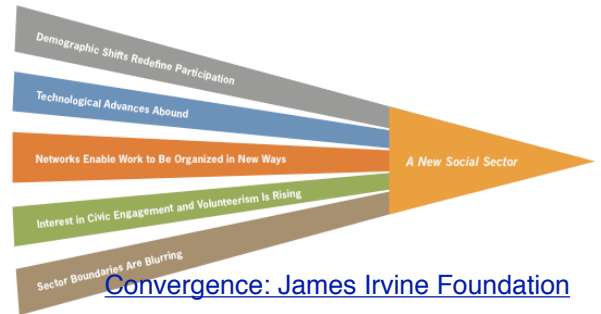 Demographic Shifts Redefine Participation
Technological Advances Abound
Networks Enable Work to Be Organized in New Ways
A New Social Sector
Interest in Civic Engagement and Volunteerism Is Rising
Sector Boundaries Are Blurring
Convergence: James Irvine Foundation